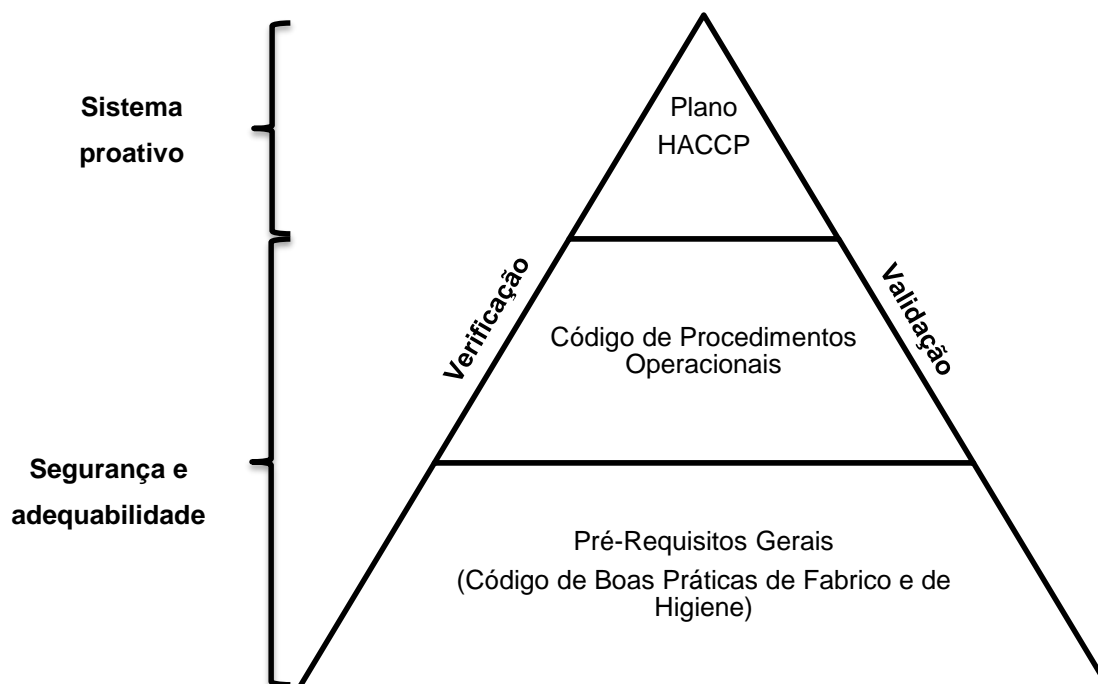 Sistema
proativo
Plano
HACCP
Verificação
Validação
Código de Procedimentos
Operacionais
Segurança e
adequabilidade
Pré-Requisitos Gerais
(Código de Boas Práticas de Fabrico e de
Higiene)